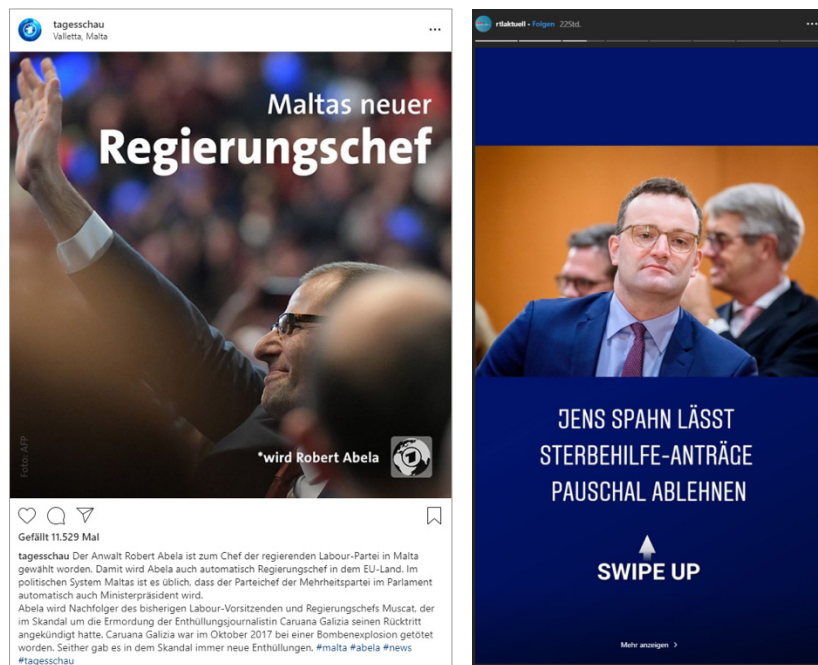 tagesschau
Valletta, Malta
Maltas neuer
Regierungschef
*wird Robert Abela
Foto: AFP
Gefällt 11.529 Mal
tagesschau Der Anwalt Robert Abela ist zum Chef der regierenden Labour-Partei in Malta
gewählt worden. Damit wird Abela auch automatisch Regierungschef in dem EU-Land. Im
politischen System Maltas ist es üblich, dass der Parteichef der Mehrheitspartei im Parlament
automatisch auch Ministerpräsident wird.
Abela wird Nachfolger des bisherigen Labour-Vorsitzenden und Regierungschefs Muscat, der
im Skandal um die Ermordung der Enthüllungsjournalistin Caruana Galizia seinen Rücktritt
angekündigt hatte. Caruana Galizia war im Oktober 2017 bei einer Bombenexplosion getötet
worden. Seither gab es in dem Skandal immer neue Enthüllungen. #malta #abela #news
#tagesschau
rtlaktuell • Folgen 22Std.
JENS SPAHN LÄSST
STERBEHILFE-ANTRÄGE
PAUSCHAL ABLEHNEN
SWIPE UP
Mehr anzeigen >